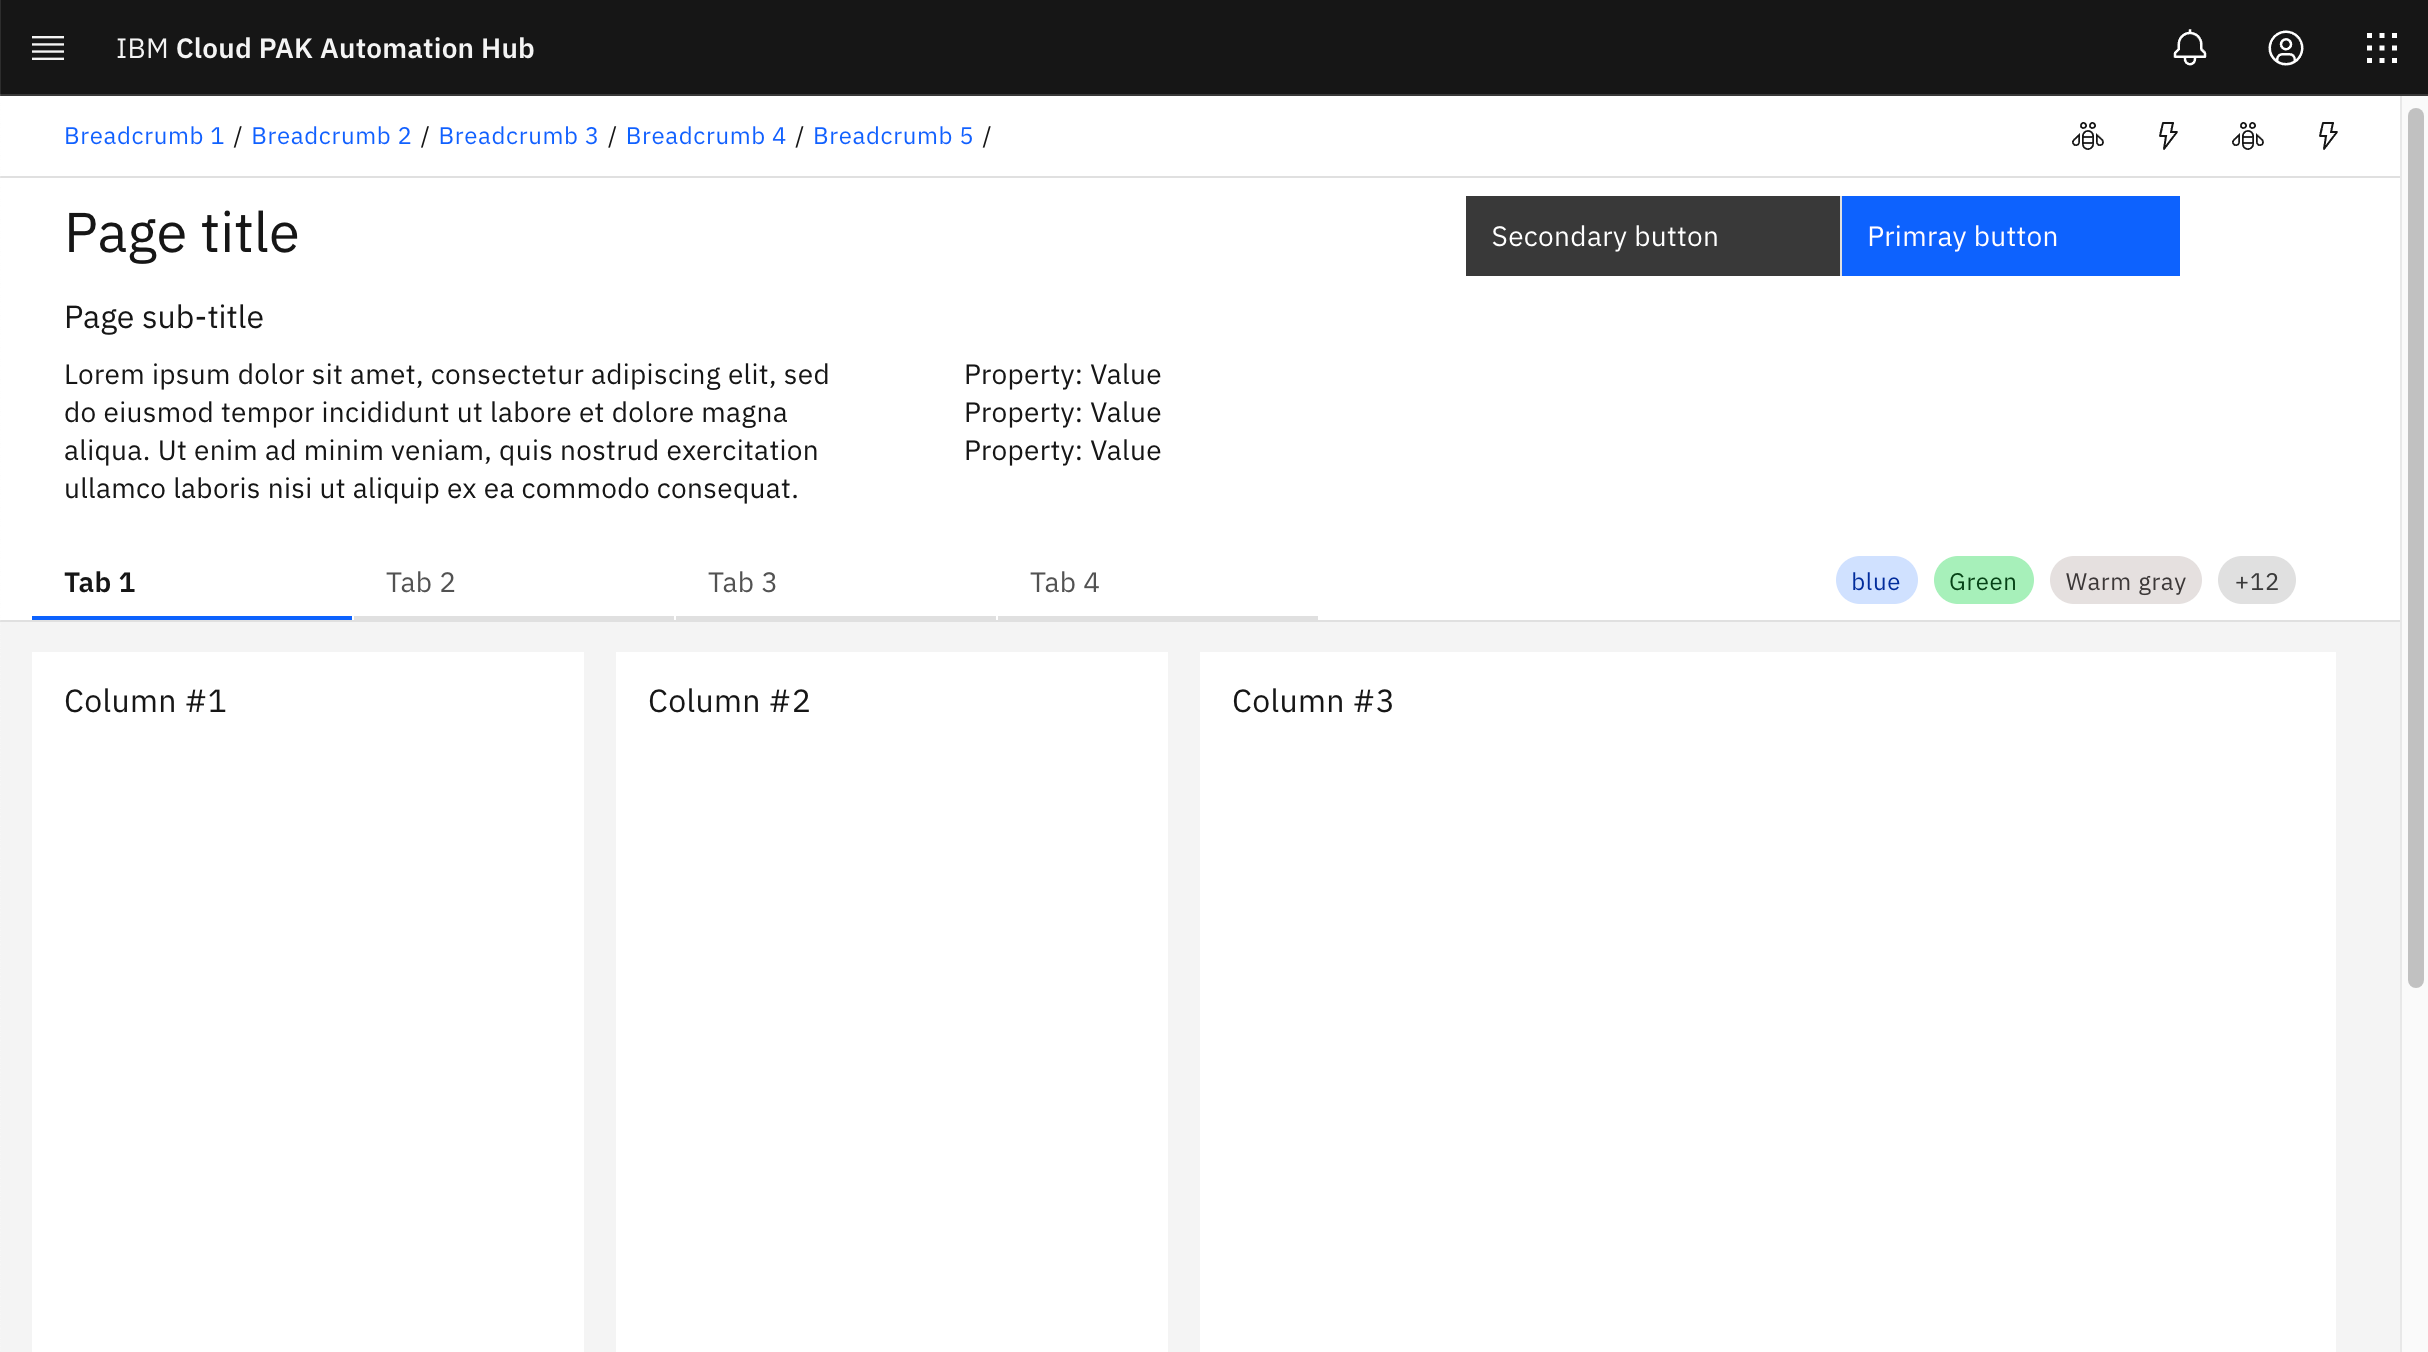 IBM Cloud PAK Automation Hub
Breadcrumb 1 / Breadcrumb 2 / Breadcrumb 3 / Breadcrumb 4 / Breadcrumb 5 /
Page title
Secondary button
Primray button
Page sub-title
Lorem ipsum dolor sit amet, consectetur adipiscing elit, sed
do eiusmod tempor incididunt ut labore et dolore magna
aliqua. Ut enim ad minim veniam, quis nostrud exercitation
ullamco laboris nisi ut aliquip ex ea commodo consequat.
Property: Value
Property: Value
Property: Value
Tab 1
Tab 2
Tab 3
Tab 4
blue
Green
Warm gray
+12
Column #1
Column #2
Column #3